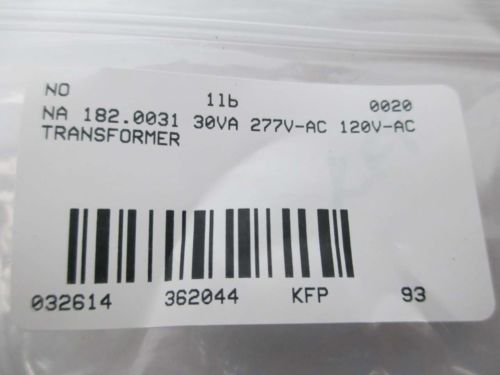 NO 1lb 0020
NA 182.0031 30VA 277V-AC 120V-AC
TRANSFORMER
032614 362044 KFP 93